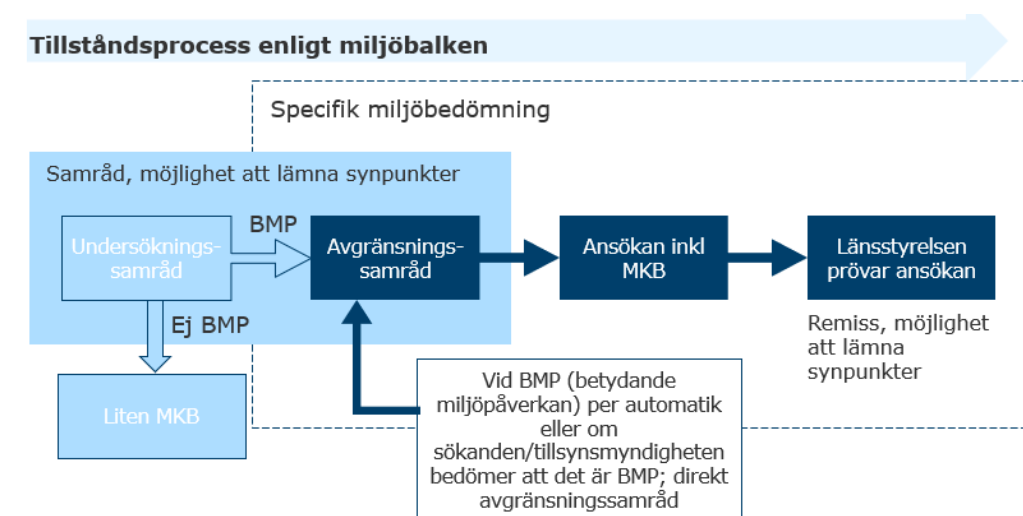 Tillståndsprocess enligt miljöbalken
Specifik miljöbedömning
Samråd, möjlighet att lämna synpunkter
Undersöknings-
samråd
BMP
Avgränsnings-
samråd
Ansökan inkl
MKB
Länsstyrelsen
prövar ansökan
Ej BMP
Remiss, möjlighet
att lämna
synpunkter
Liten MKB
Vid BMP (betydande
miljöpåverkan) per automatik
eller om
sökanden/tillsynsmyndigheten
bedömer att det är BMP; direkt
avgränsningssamråd